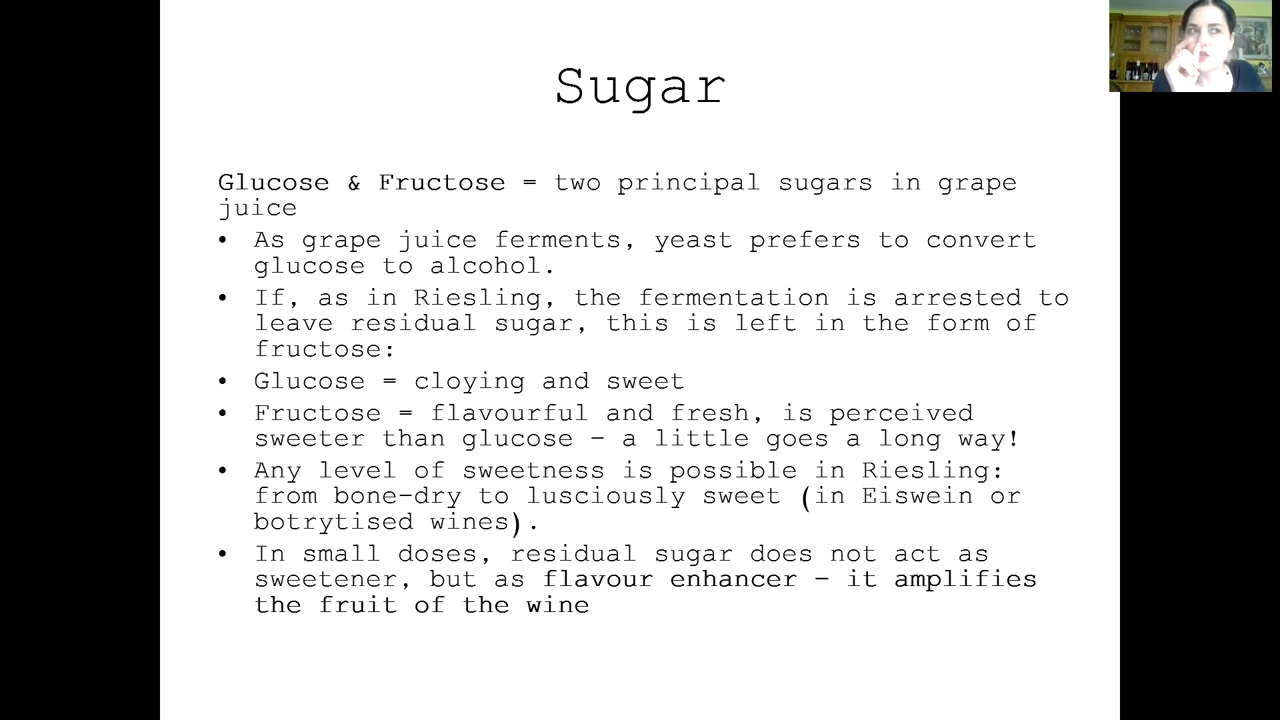 Sugar
Glucose & Fructose = two principal sugars in grape
juice
• As grape juice ferments, yeast prefers to convert
glucose to alcohol.
• If, as in Riesling, the fermentation is arrested to
leave residual sugar, this is left in the form of
fructose:
• Glucose = cloying and sweet
• Fructose = flavourful and fresh, is perceived
sweeter than glucose – a little goes a long way!
• Any level of sweetness is possible in Riesling:
from bone-dry to lusciously sweet (in Eiswein or
botrytised wines).
• In small doses, residual sugar does not act as
sweetener, but as flavour enhancer – it amplifies
the fruit of the wine